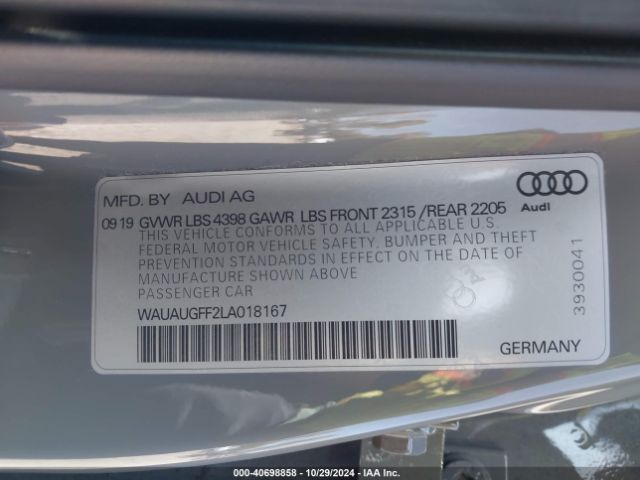 MFD. BY AUDI AG
Audi
09 19 GVWR LBS 4398 GAWR LBS FRONT 2315 /REAR 2205
THIS VEHICLE CONFORMS TO ALL APPLICABLE U.S.
FEDERAL MOTOR VEHICLE SAFETY, BUMPER AND THEFT
PREVENTION STANDARDS IN EFFECT ON THE DATE OF
MANUFACTURE SHOWN ABOVE
PASSENGER CAR
3930041
WAUAUGFF2LA018167
GERMANY
000-40698858 - 10/29/2024 - IAA Inc.